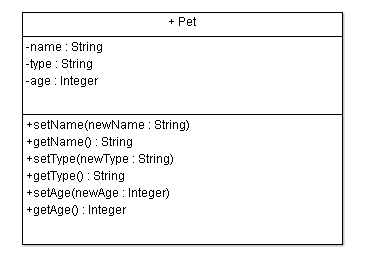 + Pet
-name : String
-type : String
-age : Integer
+setName(newName : String)
+getName() : String
+setType(newType : String)
+getType() : String
+setAge(newAge : Integer)
+getAge() : Integer